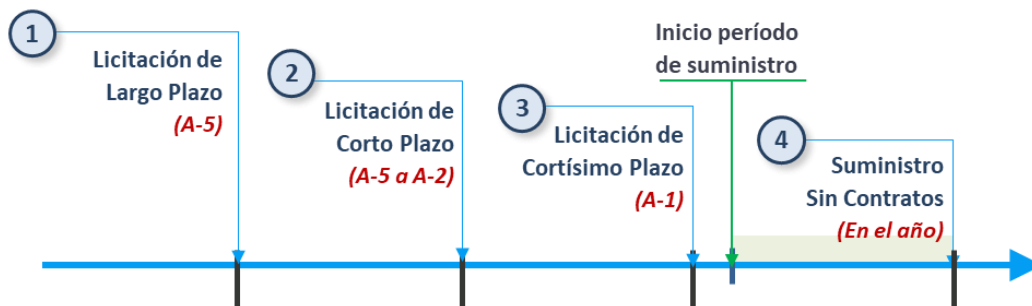 1
Licitación de
Largo Plazo
(A-5)
2
Licitación de
Corto Plazo
(A-5 a A-2)
3
Licitación de
Cortísimo Plazo
(A-1)
Inicio período
de suministro
4
Suministro
Sin Contratos
(En el año)